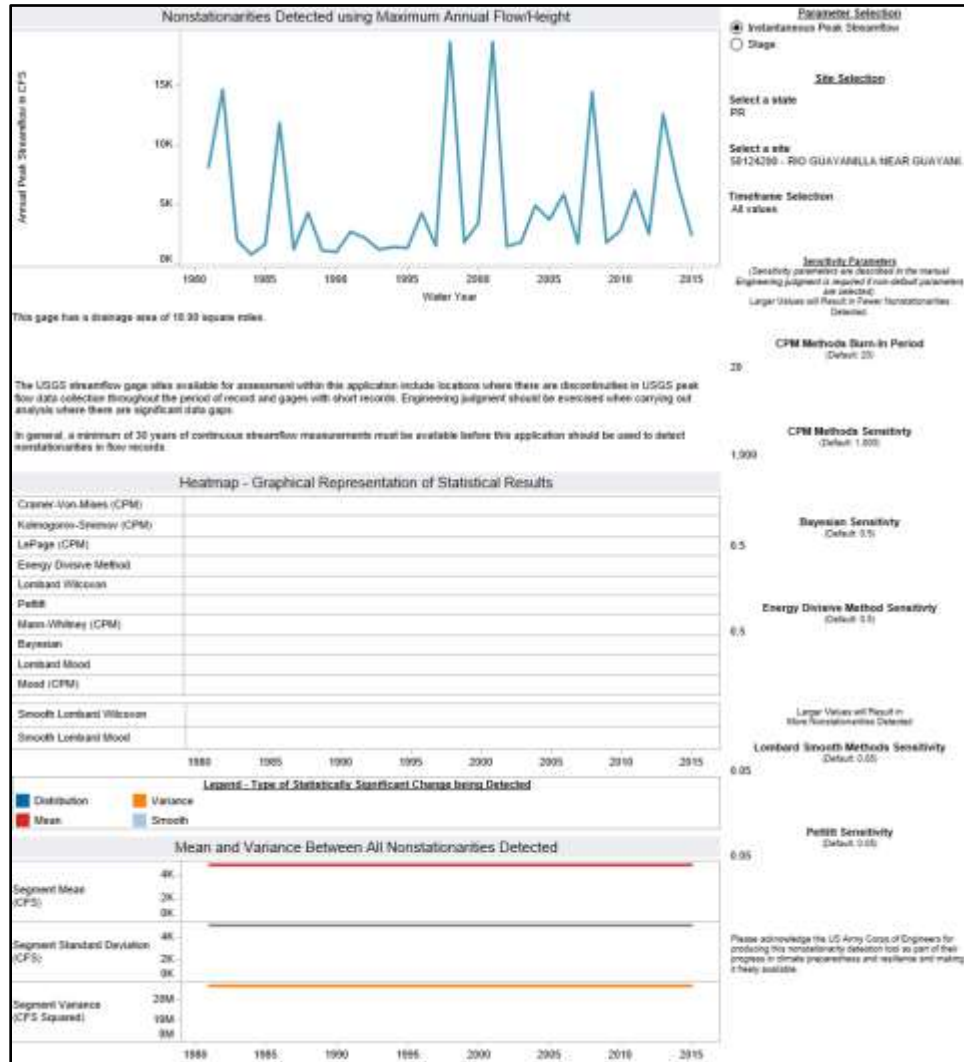 Nonstationarities Detected using Maximum Annual Flow/Height
Annual Peak Streamflow in CFS
15K
10K
5K
0K
1980 1985 1990 1995 2000 2005 2010 2015
Water Year
This gage has a drainage area of 18.90 square miles.
The USGS streamflow gage sites available for assessment within this application include locations where there are discontinuities in USGS peak
flow data collection throughout the period of record and gages with short records. Engineering judgment should be exercised when carrying out
analysis where there are significant data gaps.
In general, a minimum of 30 years of continuous streamflow measurements must be available before this application should be used to detect
nonstationarities in flow records.
Heatmap - Graphical Representation of Statistical Results
Cramer-Von-Mises (CPM)
Kolmogorov-Smirnov (CPM)
LePage (CPM)
Energy Divisive Method
Lombard Wilcoxon
Pettitt
Mann-Whitney (CPM)
Bayesian
Lombard Mood
Mood (CPM)
Smooth Lombard Wilcoxon
Smooth Lombard Mood
1980 1985 1990 1995 2000 2005 2010 2015
Legend - Type of Statistically Significant Change being Detected
Distribution Variance
Mean Smooth
Mean and Variance Between All Nonstationarities Detected
Segment Mean
(CFS)
4K
2K
0K
Segment Standard Deviation
(CFS)
4K
2K
0K
Segment Variance
(CFS Squared)
20M
10M
0M
1980 1985 1990 1995 2000 2005 2010 2015
Parameter Selection
Instantaneous Peak Streamflow
Stage
Site Selection
Select a state
PR
Select a site
50124200 - RIO GUAYANILLA NEAR GUAYANI
Timeframe Selection
All values
Sensitivity Parameters
(Sensitivity parameters are described in the manual.
Engineering judgment is required if non-default parameters
are selected).
Larger Values will Result in Fewer Nonstationarities
Detected.
CPM Methods Burn-In Period
(Default: 20)
20
CPM Methods Sensitivty
(Default: 1,000)
Bayesian Sensitivty
(Default: 0.5)
0.5
Energy Divisive Method Sensitivty
(Default: 0.5)
0.5
Larger Values will Result in
More Nonstationarities Detected
Lombard Smooth Methods Sensitivity
(Default: 0.05)
0.05
Pettitt Sensitivity
(Default: 0.05)
0.05
Please acknowledge the US Army Corps of Engineers for
producing this nonstationarity detection tool as part of their
progress in climate preparedness and resilience and making
it freely available.